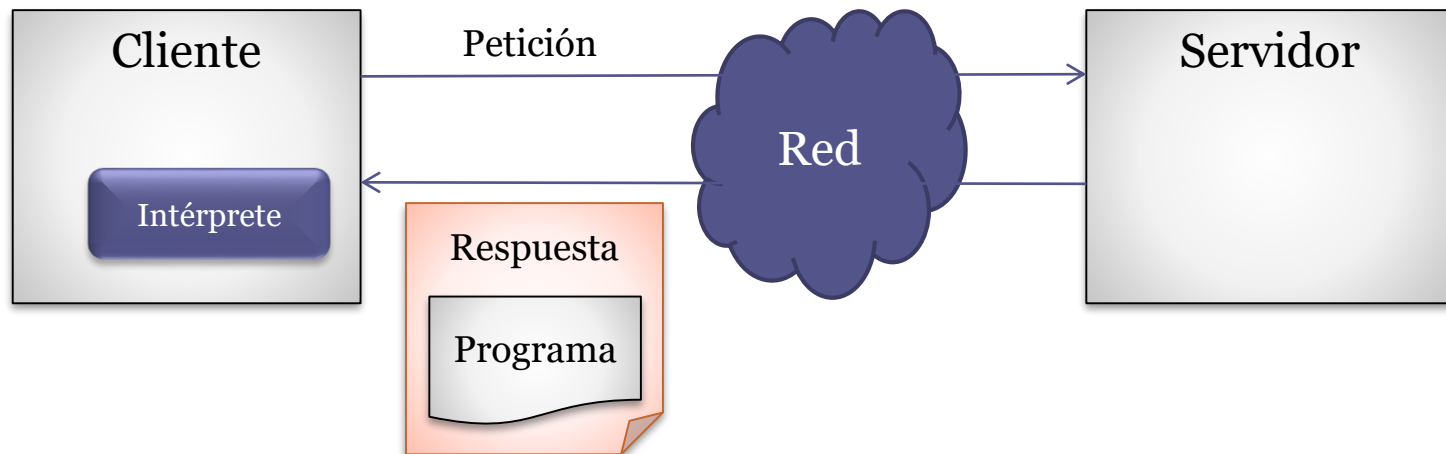 Cliente
Petición
Servidor
Red
Intérprete
Respuesta
Programa